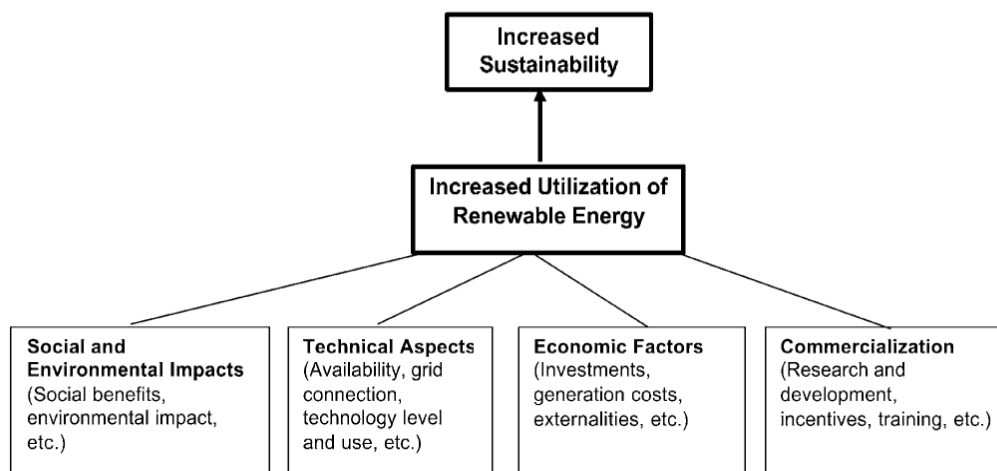 Increased
Sustainability
Increased Utilization of
Renewable Energy
Social and
Environmental Impacts
(Social benefits,
environmental impact,
etc.)
Technical Aspects
(Availability, grid
connection,
technology level
and use, etc.)
Economic Factors
(Investments,
generation costs,
externalities, etc.)
Commercialization
(Research and
development,
incentives, training, etc.)